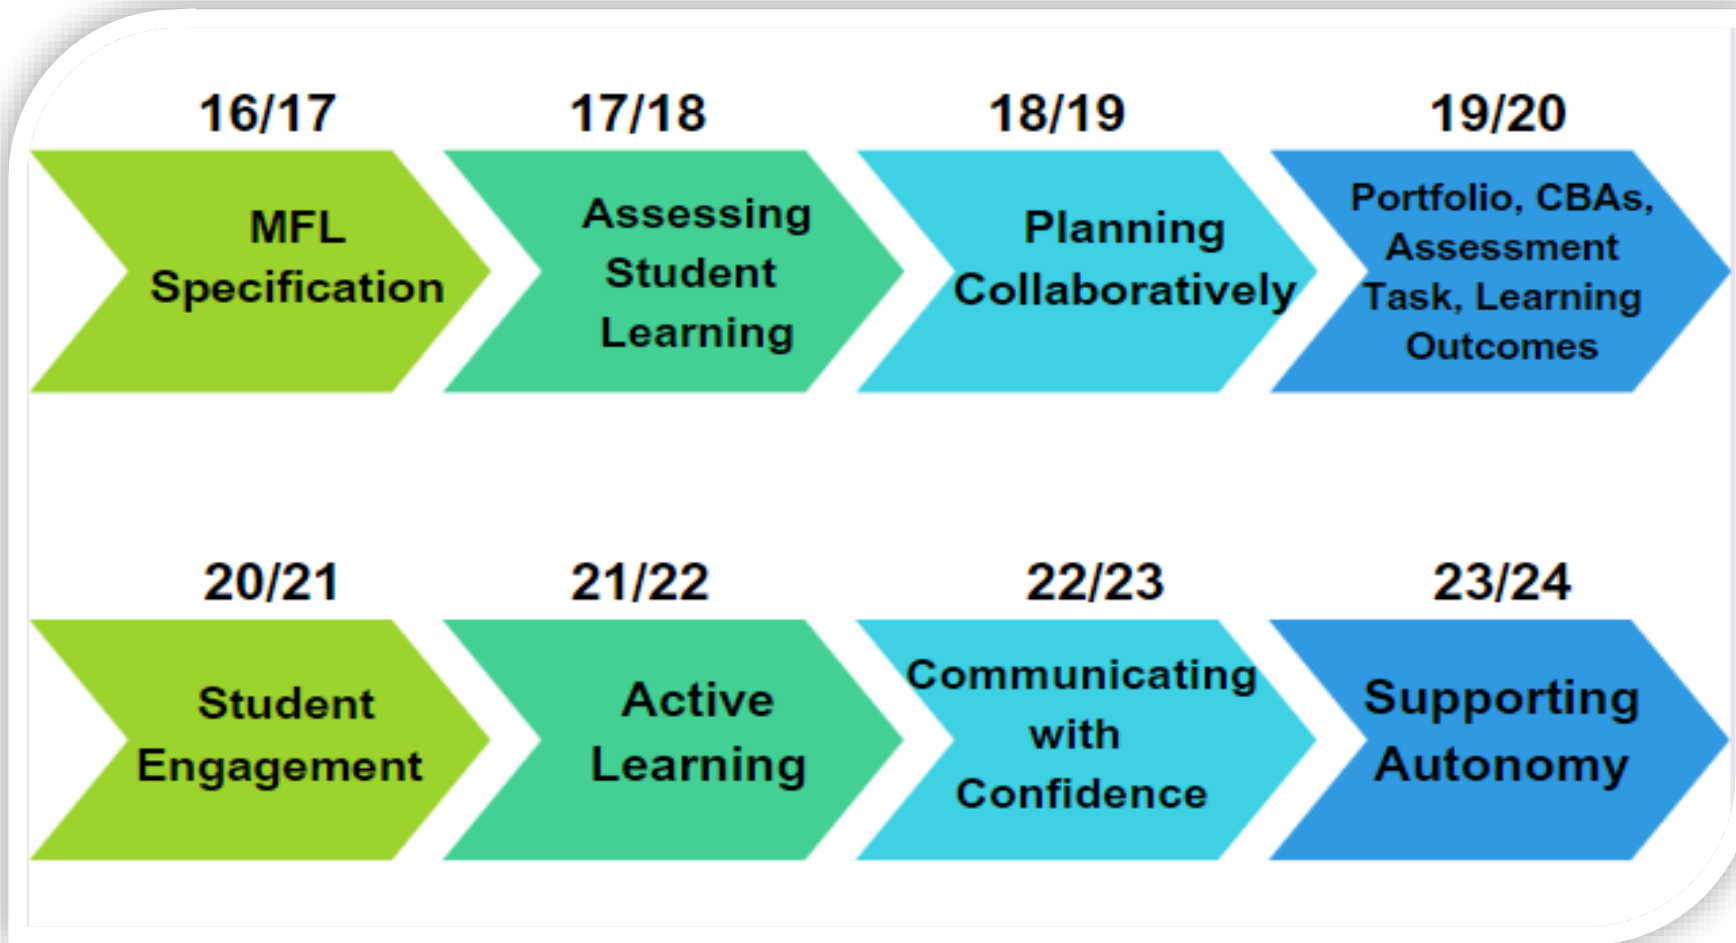 16/17 17/18 18/19 19/20
MFL
Specification
Assessing
Student
Learning
Planning
Collaboratively
Portfolio, CBAs,
Assessment
Task, Learning
Outcomes
20/21 21/22 22/23 23/24
Student
Engagement
Active
Learning
Communicating
with
Confidence
Supporting
Autonomy